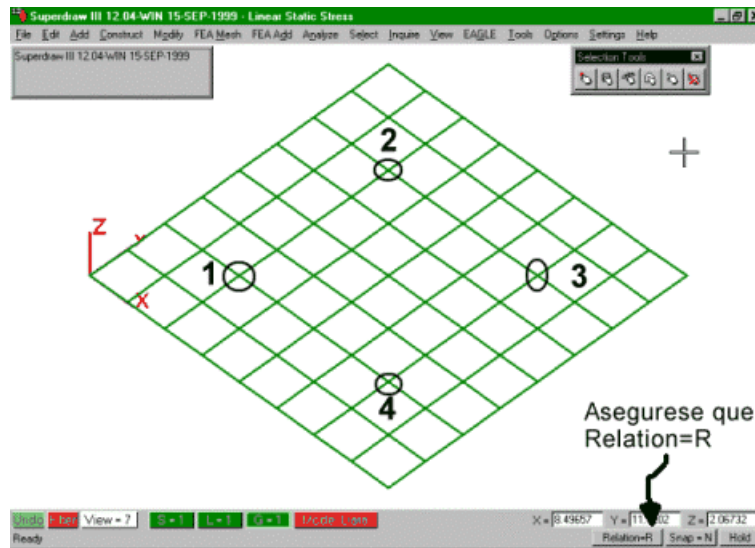 Superdraw III 12.04-WIN 15-SEP-1999 - Linear Static Stress
File Edit Add Construct Modify FEA Mesh FEA Add Analyze Select Inquire View EAGLE Tools Options Settings Help
Superdraw III 12.04-WIN 15-SEP-1999
Selection Tools
2
Z
1
3
X
4
Asegurese que
Relation=R
Undo View = 7 S = 1 L = 1 G = 1 X = 8.49657 Y = Z = 2.06732
Ready Relation=R Snap = N Hold